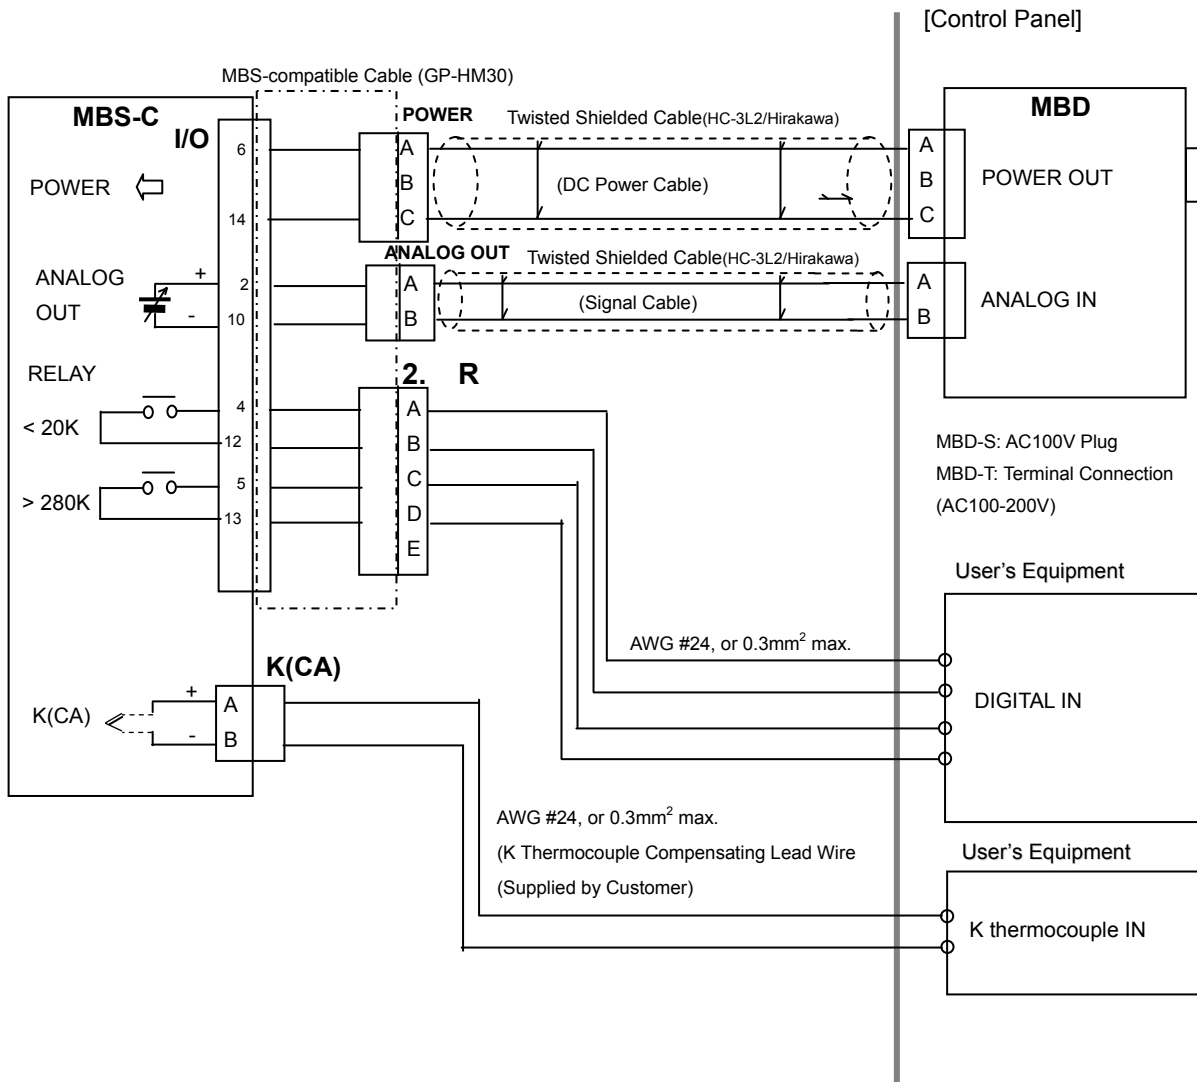 [Control Panel]
MBS-compatible Cable (GP-HM30)
MBS-C
I/O
POWER
Twisted Shielded Cable(HC-3L2/Hirakawa)
MBD
6
A
A
POWER
B
(DC Power Cable)
B
POWER OUT
14
C
C
ANALOG OUT
Twisted Shielded Cable(HC-3L2/Hirakawa)
ANALOG
OUT
+
-
2
10
A
B
(Signal Cable)
A
B
ANALOG IN
RELAY
2. R
< 20K
4
12
A
B
> 280K
5
13
C
D
E
MBD-S: AC100V Plug
MBD-T: Terminal Connection
(AC100-200V)
User's Equipment
AWG #24, or 0.3mm² max.
DIGITAL IN
K(CA)
K(CA)
+
-
A
B
AWG #24, or 0.3mm² max.
(K Thermocouple Compensating Lead Wire
(Supplied by Customer)
User's Equipment
K thermocouple IN